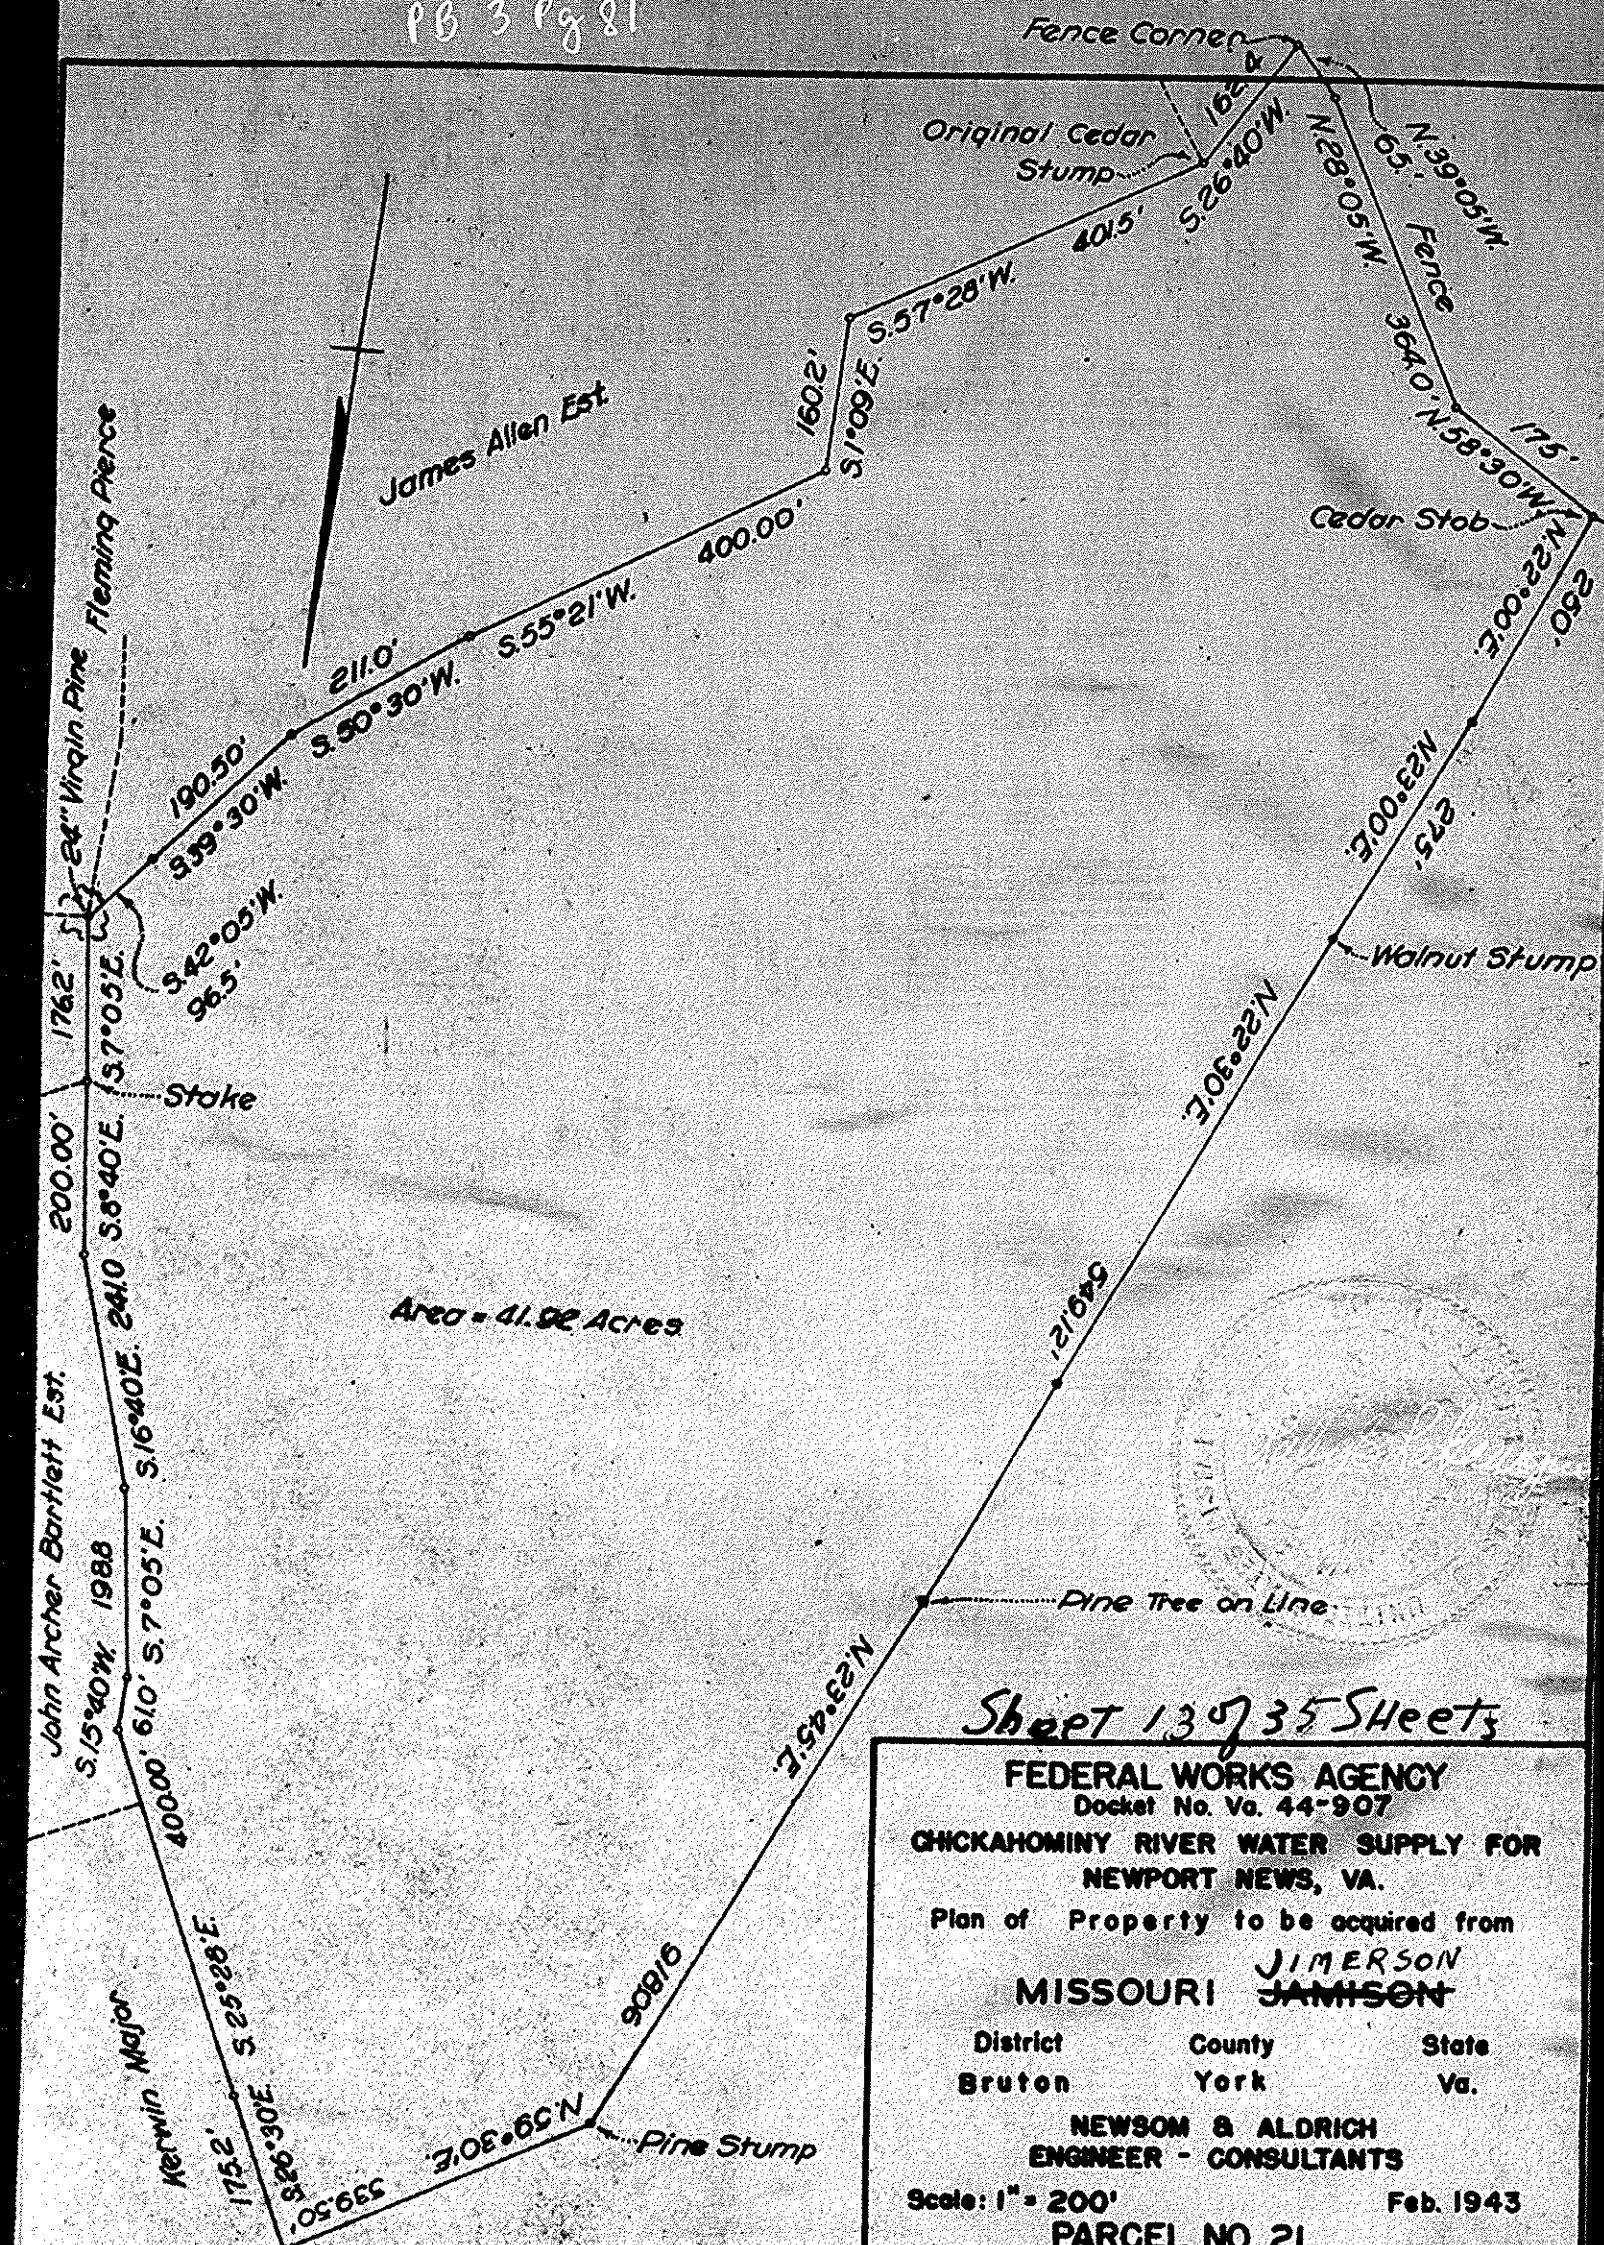 PB 3 Pg 81
Fence Corner
162.4
S.26°40'W.
N.39°05'W.
65.'
N.28°05'W.
Fence
364.0'
Original Cedar
Stump
401.5'
S.57°28'W.
160.2'
S.1°09'E.
175'
N.58°30'W.
Cedar Stob
N.22°00'E.
250'
James Allen Est.
400.00'
S.55°21'W.
211.0'
S.50°30'W.
Fleming Pierce
24" Virgin Pine
190.50'
S.39°30'W.
S.42°05'W.
96.5'
N.23°00'E.
275'
Walnut Stump
176.2'
S.7°05'E.
Stake
200.00'
S.8°40'E.
N.22°30'E.
549.12'
241.0
S.16°40'E.
Area = 41.92 Acres
John Archer Bartlett Est.
198.8
S.7°05'E.
S.15°40'W.
61.0'
Pine Tree on Line
N.23°45'E.
918.06
400.00'
S.25°28'E.
Kerwin Major
175.2'
S.26°30'E.
N.59°30'E.
539.50'
Pine Stump
Sheet 13 of 35 SHeets
FEDERAL WORKS AGENCY
Docket No. Va. 44-907
CHICKAHOMINY RIVER WATER SUPPLY FOR
NEWPORT NEWS, VA.
Plan of Property to be acquired from
JIMERSON
MISSOURI JAMISON
District County State
Bruton York Va.
NEWSOM & ALDRICH
ENGINEER - CONSULTANTS
Scale: 1" = 200' Feb. 1943
PARCEL NO. 21